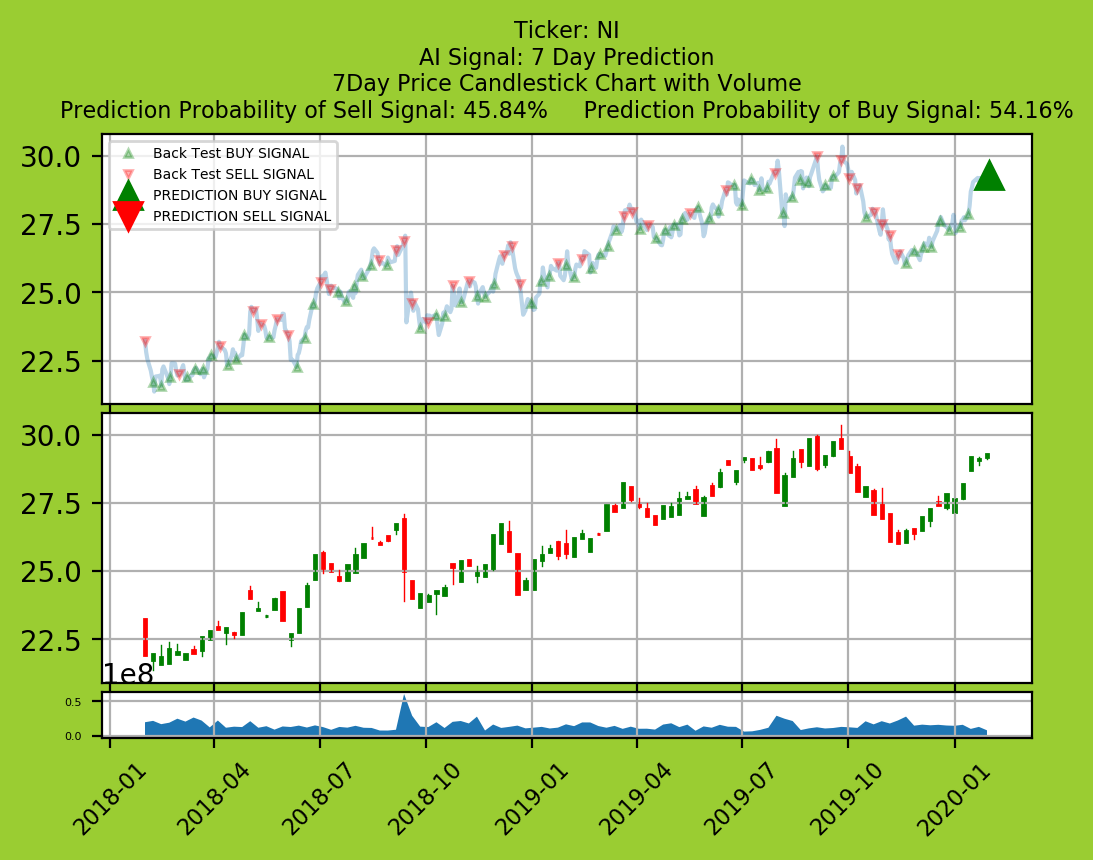 Ticker: NI
AI Signal: 7 Day Prediction
7Day Price Candlestick Chart with Volume
Prediction Probability of Sell Signal: 45.84%     Prediction Probability of Buy Signal: 54.16%
Back Test BUY SIGNAL
Back Test SELL SIGNAL
PREDICTION BUY SIGNAL
PREDICTION SELL SIGNAL
30.0
27.5
25.0
22.5
30.0
27.5
25.0
22.5
1e8
0.5
0.0
2018-01
2018-04
2018-07
2018-10
2019-01
2019-04
2019-07
2019-10
2020-01